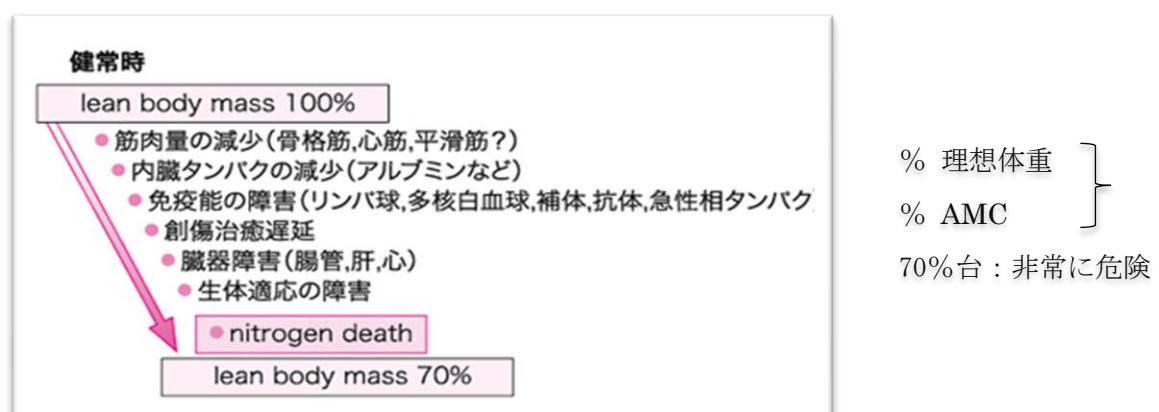 健常時
lean body mass 100%
●筋肉量の減少(骨格筋,心筋,平滑筋?)
●内臓タンパクの減少(アルブミンなど)
●免疫能の障害(リンパ球,多核白血球,補体,抗体,急性相タンパク
●創傷治癒遅延
●臓器障害(腸管,肝,心)
●生体適応の障害
●nitrogen death
lean body mass 70%
% 理想体重
% AMC
70%台:非常に危険